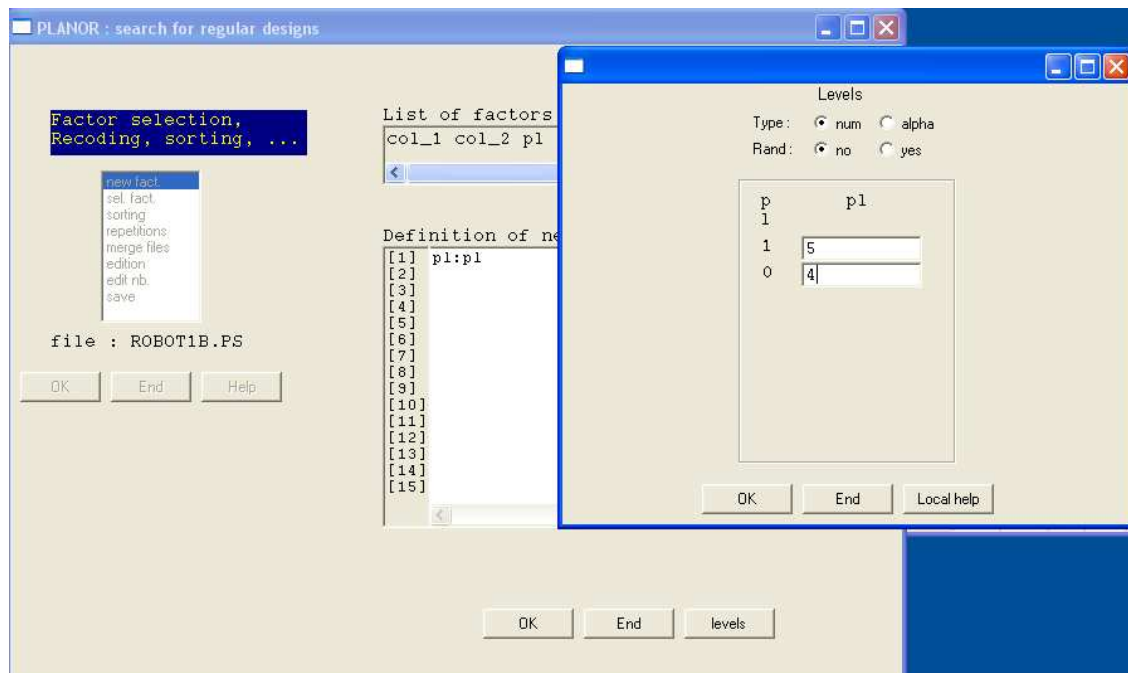 PLANOR : search for regular designs
Factor selection,
Recoding, sorting, ...
new fact.
sel. fact.
sorting
repetitions
merge files
edition
edit nb.
save
file : ROBOT1B.PS
OK End Help
List of factors
col_1 col_2 pl
Definition of ne
[1] pl:pl
[2]
[3]
[4]
[5]
[6]
[7]
[8]
[9]
[10]
[11]
[12]
[13]
[14]
[15]
OK End levels
Levels
Type : num alpha
Rand : no yes
p pl
l
1 5
0 4
OK End Local help